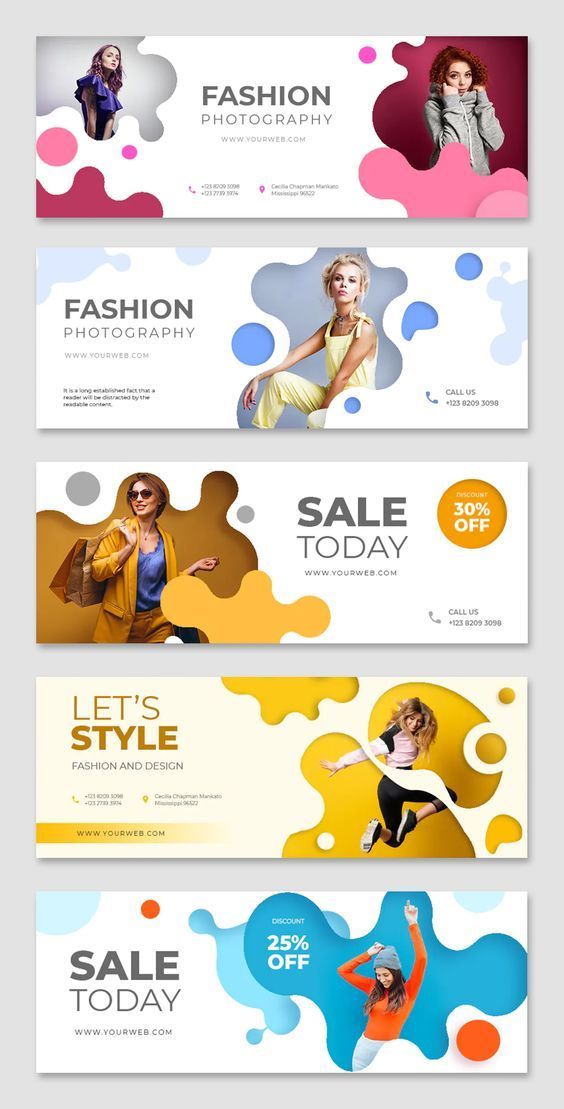 FASHION
PHOTOGRAPHY
WWW.YOURWEB.COM
+123 8209 3098
+123 2739 3974
Cecilia Chapman Mankato
Mississippi 96522
FASHION
PHOTOGRAPHY
WWW.YOURWEB.COM
It is a long established fact that a
reader will be distracted by the
readable content.
CALL US
+123 8209 3098
SALE
TODAY
WWW.YOURWEB.COM
DISCOUNT
30%
OFF
CALL US
+123 8209 3098
LET'S
STYLE
FASHION AND DESIGN
+123 8209 3098
+123 2739 3974
Cecilia Chapman Mankato
Mississippi 96522
WWW.YOURWEB.COM
SALE
TODAY
WWW.YOURWEB.COM
DISCOUNT
25%
OFF